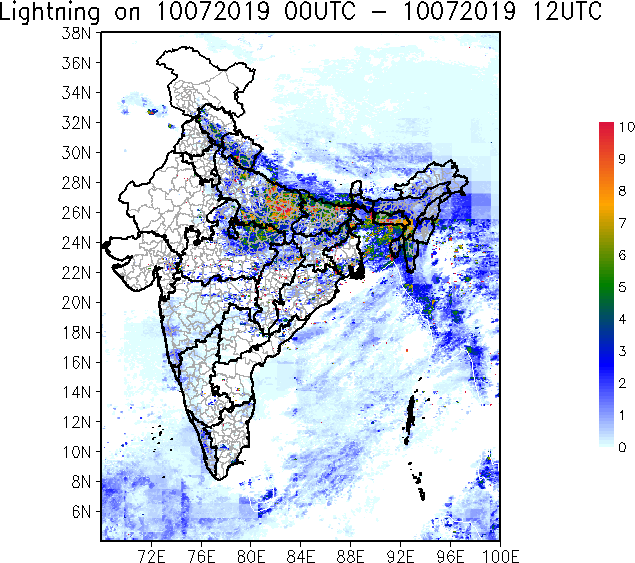 Lightning on 10072019 00UTC – 10072019 12UTC
38N
36N
34N
32N
30N
28N
26N
24N
22N
20N
18N
16N
14N
12N
10N
8N
6N
72E 76E 80E 84E 88E 92E 96E 100E
10
9
8
7
6
5
4
3
2
1
0